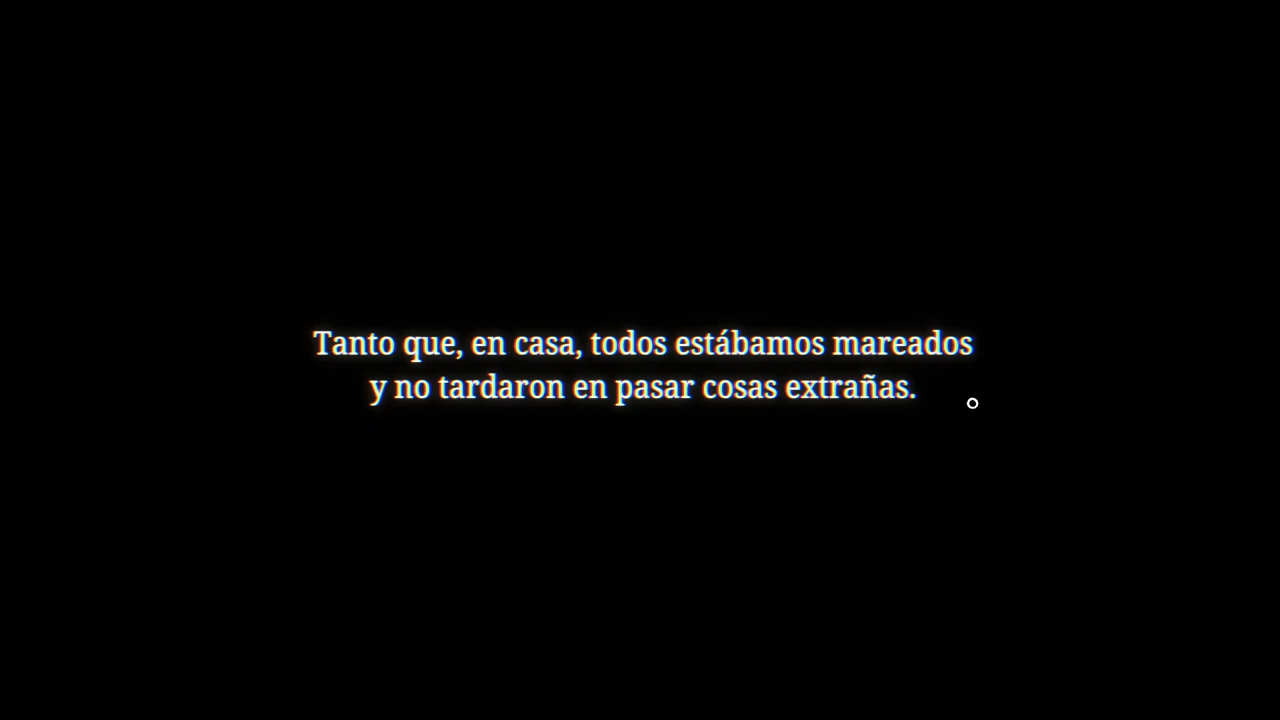 Tanto que, en casa, todos estábamos mareados
y no tardaron en pasar cosas extrañas.